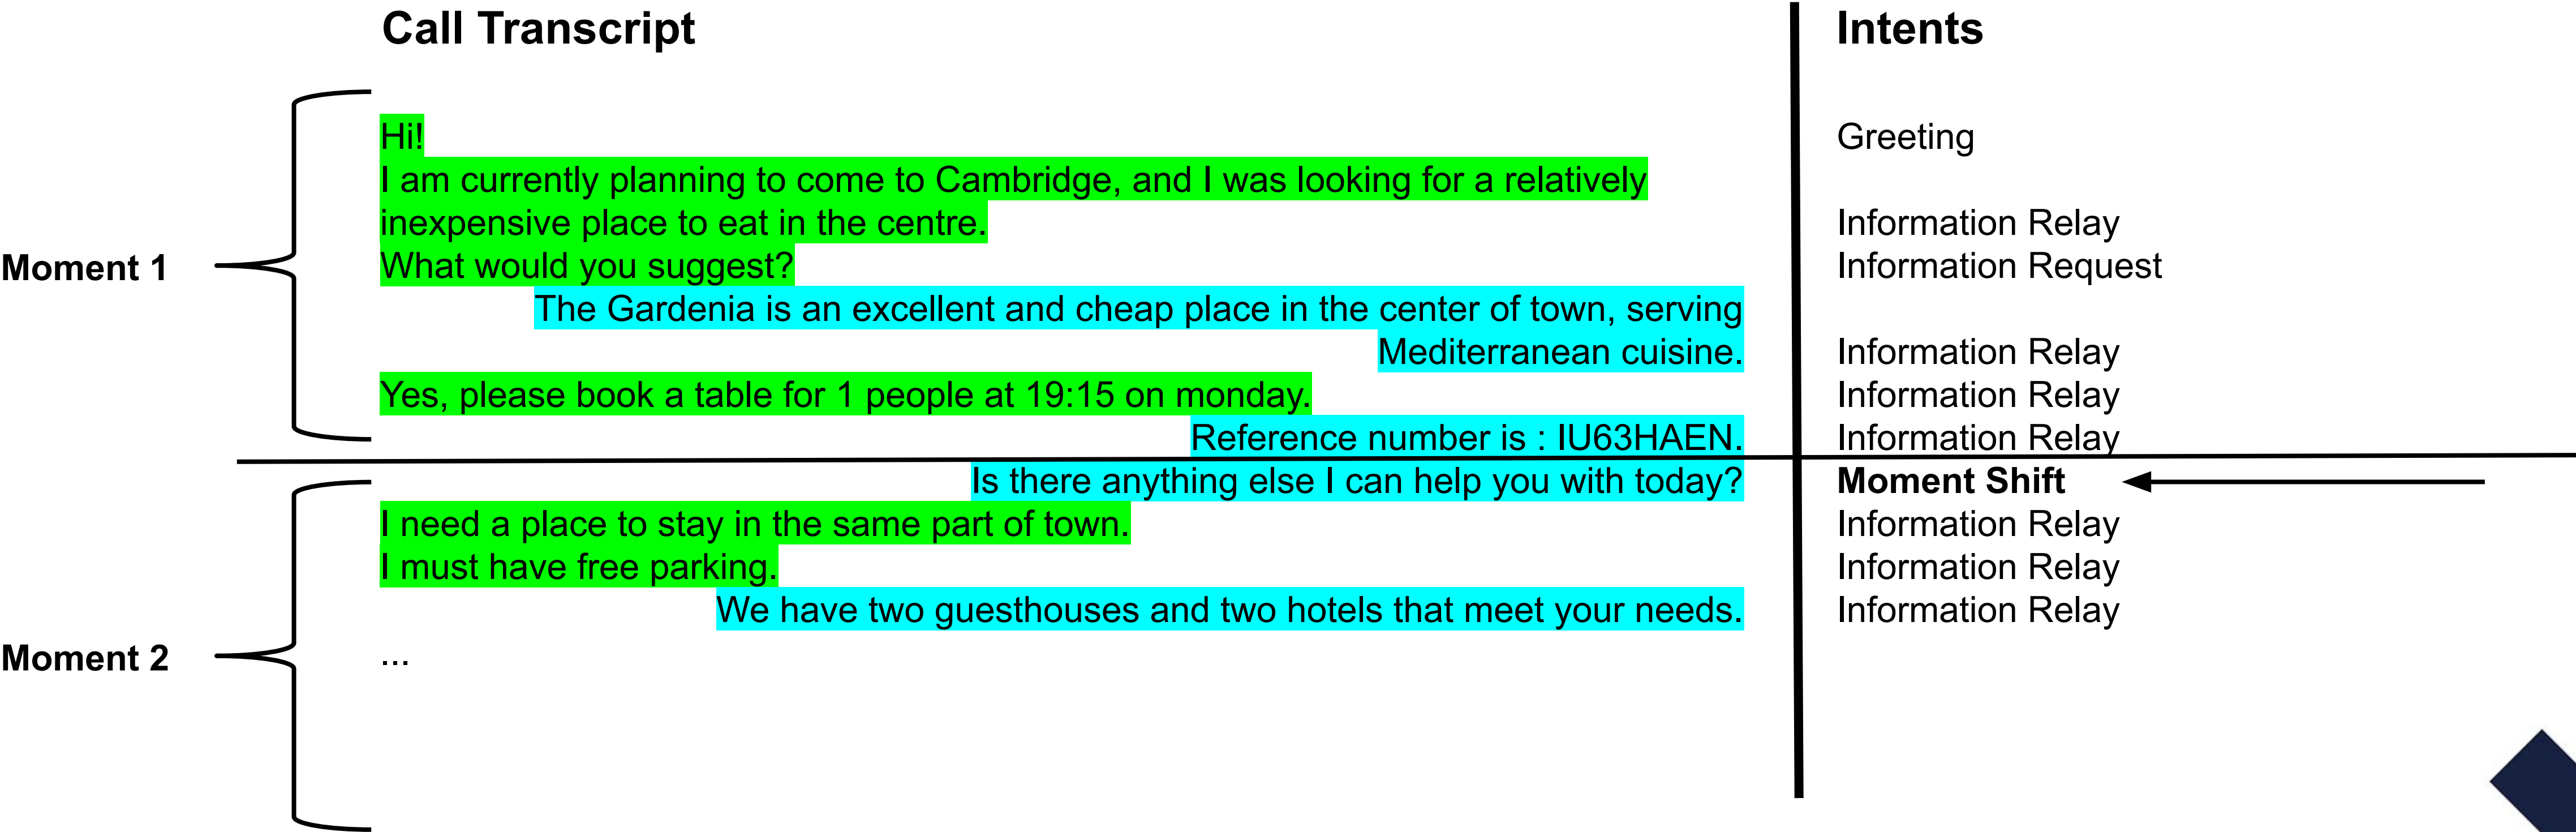 Call Transcript Intents
Hi! Greeting
I am currently planning to come to Cambridge, and I was looking for a relatively
inexpensive place to eat in the centre. Information Relay
Moment 1 What would you suggest? Information Request
The Gardenia is an excellent and cheap place in the center of town, serving
Mediterranean cuisine. Information Relay
Yes, please book a table for 1 people at 19:15 on monday. Information Relay
Reference number is : IU63HAEN. Information Relay
Is there anything else I can help you with today? Moment Shift
I need a place to stay in the same part of town. Information Relay
I must have free parking. Information Relay
We have two guesthouses and two hotels that meet your needs. Information Relay
Moment 2 ...